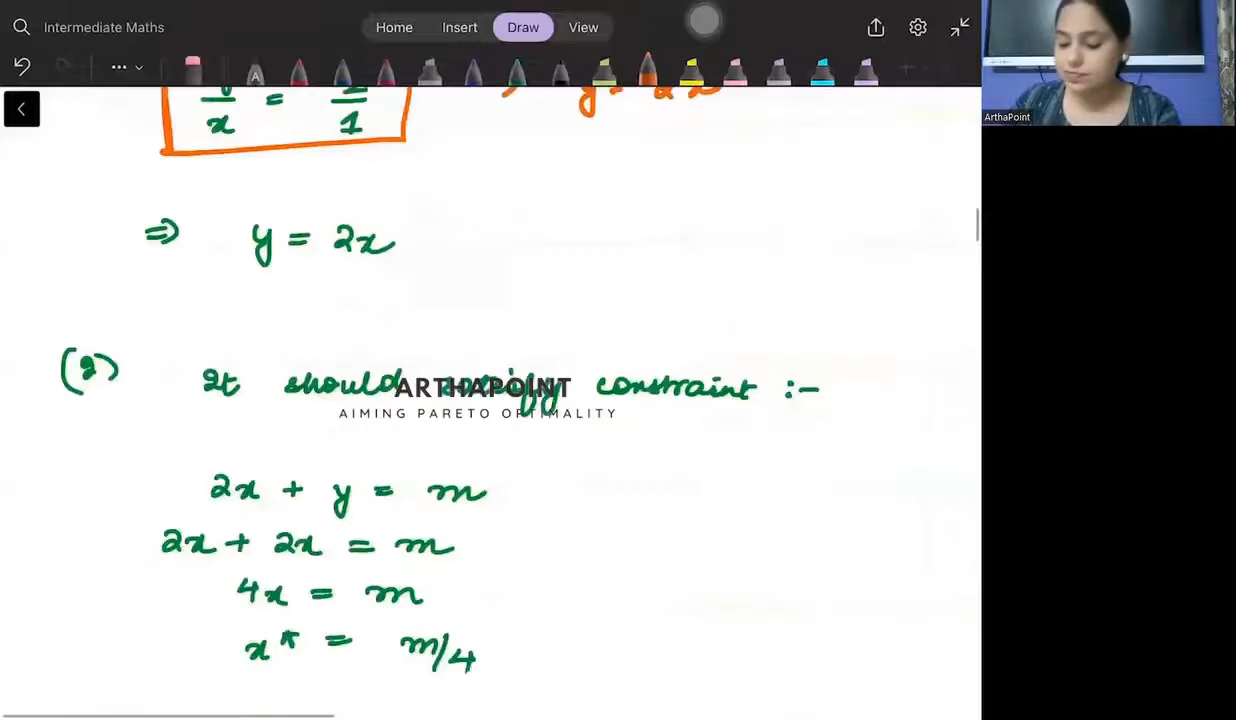 Intermediate Maths
Home Insert Draw View
ArthaPoint
x = 1
⇒ y = 2x
(2) It should satisfy constraint :-
ARTHAPOINT
AIMING PARETO OPTIMALITY
2x + y = m
2x + 2x = m
4x = m
x* = m/4